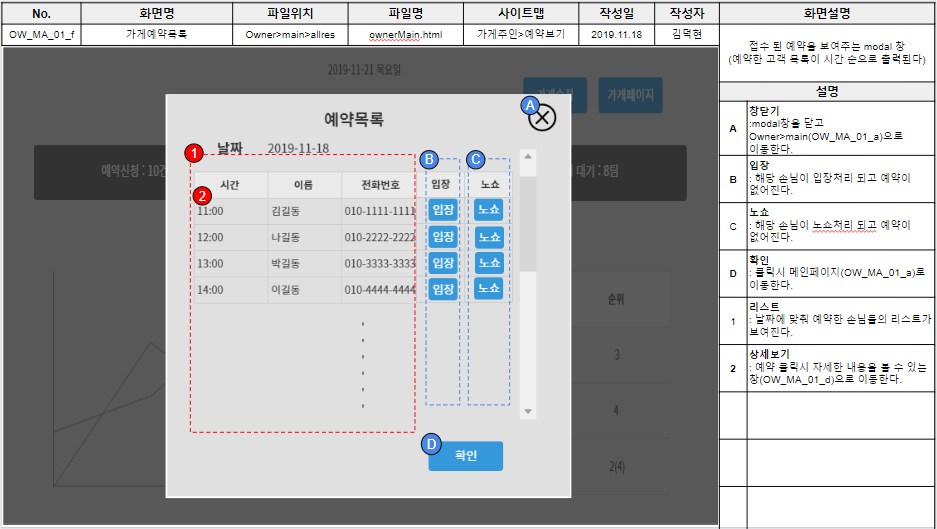 No. 화면명 파일위치 파일명 사이트맵 작성일 작성자 화면설명
OW_MA_01_f 가게예약목록 Owner>main>allres ownerMain.html 가게주인>예약보기 2019.11.18 김덕현
접수 된 예약을 보여주는 modal 창
(예약한 고객 목록이 시간 순으로 출력된다)
2019-11-21 목요일
가게페이지
예약신청 : 10건
대기 : 8팀
순위
3
4
2(4)
A
예약목록
1
날짜 2019-11-18
B
C
2
시간 이름 전화번호 입장 노쇼
11:00 김길동 010-1111-1111 입장 노쇼
12:00 나길동 010-2222-2222 입장 노쇼
13:00 박길동 010-3333-3333 입장 노쇼
14:00 이길동 010-4444-4444 입장 노쇼
D
확인
설명
A
창닫기
:modal창을 닫고
Owner>main(OW_MA_01_a)으로
이동한다.
B
입장
: 해당 손님이 입장처리 되고 예약이
없어진다.
C
노쇼
: 해당 손님이 노쇼처리 되고 예약이
없어진다.
D
확인
: 클릭시 메인페이지(OW_MA_01_a)로
이동한다.
1
리스트
: 날짜에 맞춰 예약한 손님들의 리스트가
보여진다.
2
상세보기
: 예약 클릭시 자세한 내용을 볼 수 있는
창(OW_MA_01_d)으로 이동한다.